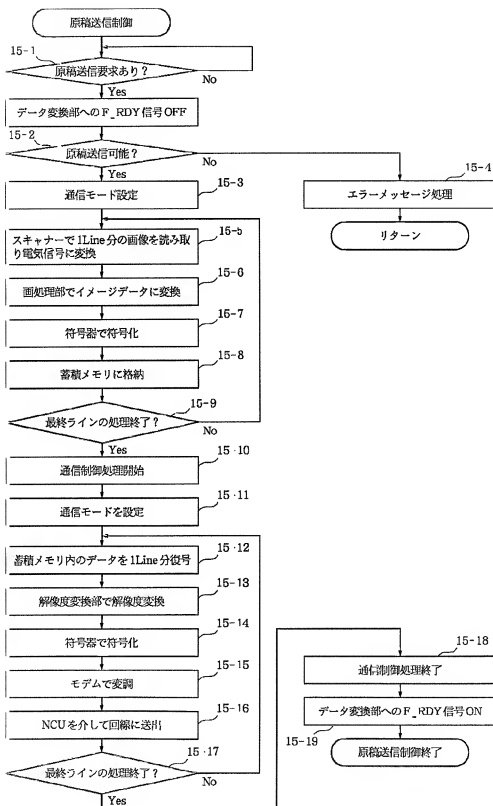 原稿送信制御
15-1
原稿送信要求あり?
No
Yes
データ変換部へのF_RDY信号OFF
15-2
原稿送信可能?
No
Yes
15-4
エラーメッセージ処理
リターン
15-3
通信モード設定
15-5
スキャナーで1Line分の画像を読み取
り電気信号に変換
15-6
画処理部でイメージデータに変換
15-7
符号器で符号化
15-8
蓄積メモリに格納
15-9
最終ラインの処理終了?
No
Yes
15-10
通信制御処理開始
15-11
通信モードを設定
15-12
蓄積メモリ内のデータを1Line分復号
15-13
解像度変換部で解像度変換
15-14
符号器で符号化
15-15
モデムで変調
15-16
NCUを介して回線に送出
15-17
最終ラインの処理終了?
No
Yes
15-18
通信制御処理終了
データ変換部へのF_RDY信号ON
15-19
原稿送信制御終了